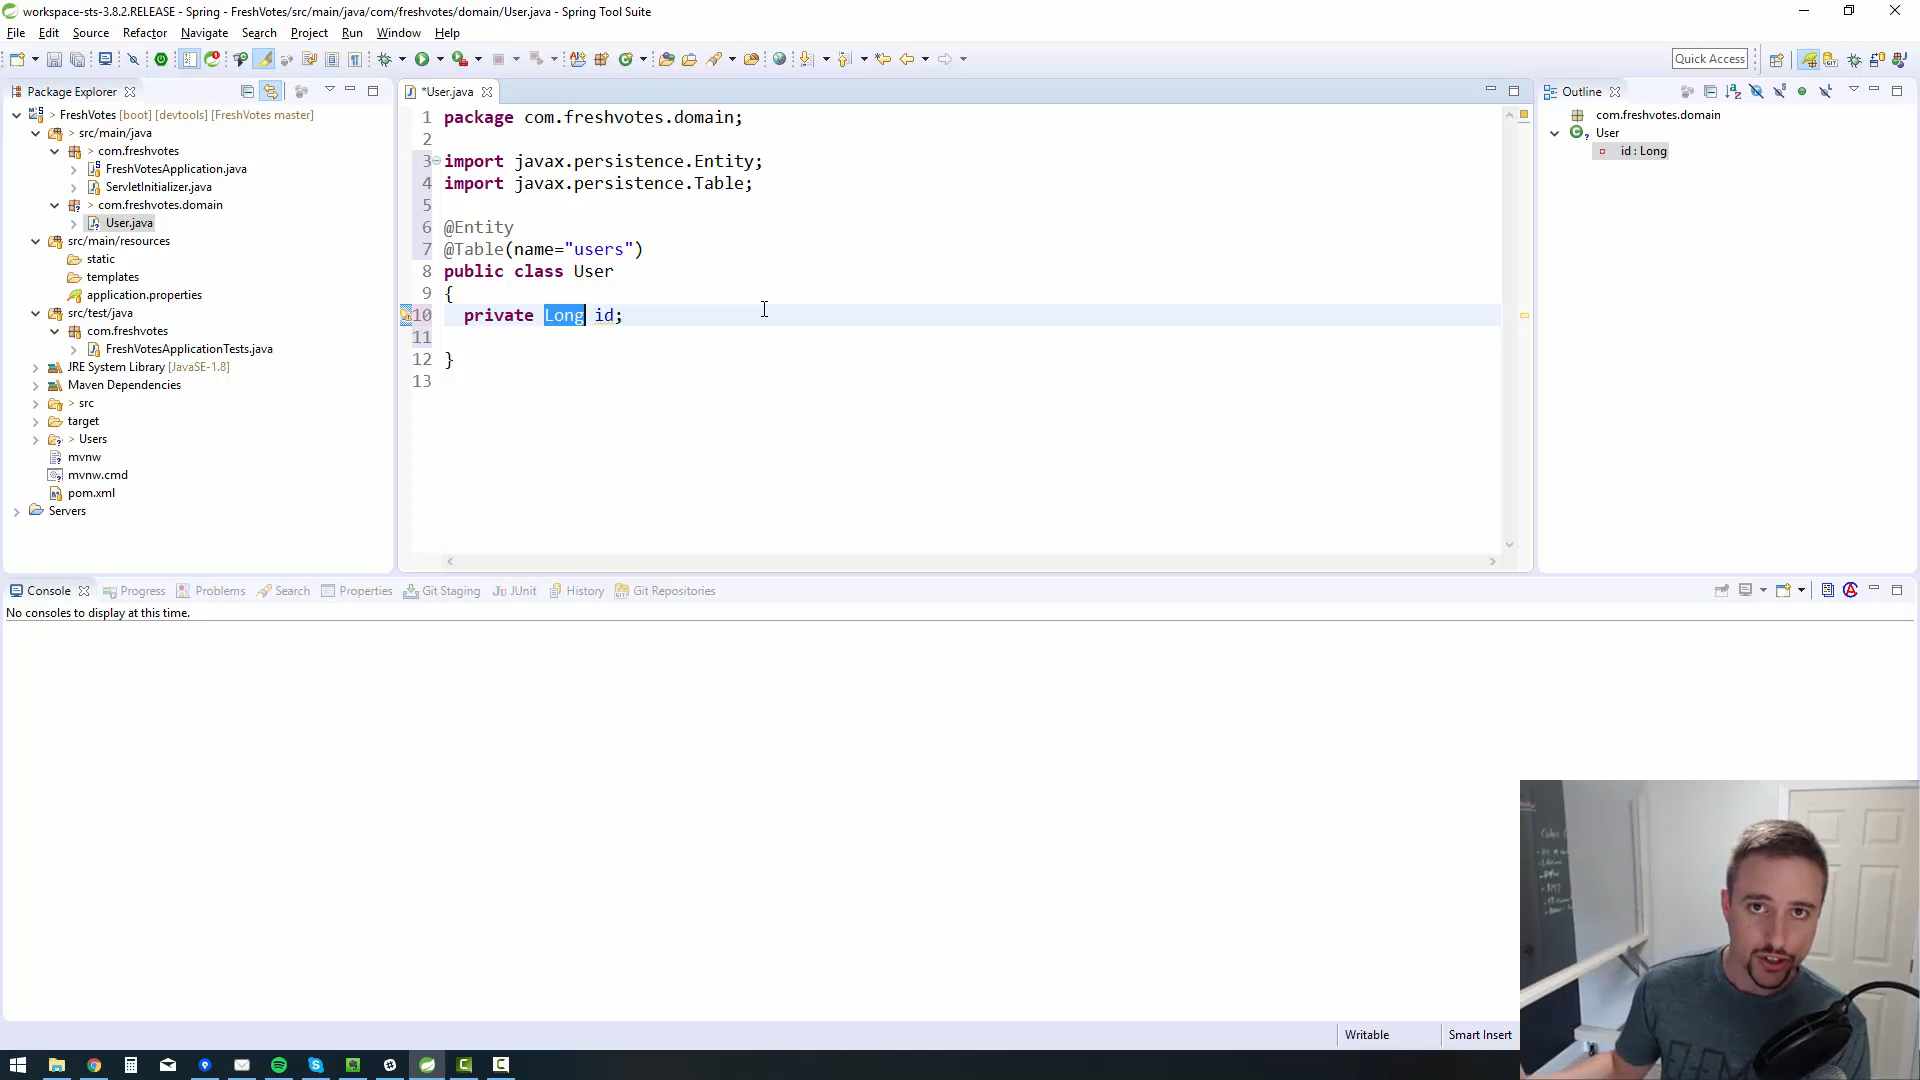 workspace-sts-3.8.2.RELEASE - Spring - FreshVotes/src/main/java/com/freshvotes/domain/User.java - Spring Tool Suite
File Edit Source Refactor Navigate Search Project Run Window Help
Quick Access
Package Explorer
> FreshVotes [boot] [devtools] [FreshVotes master]
> src/main/java
> com.freshvotes
FreshVotesApplication.java
ServletInitializer.java
> com.freshvotes.domain
User.java
src/main/resources
static
templates
application.properties
src/test/java
com.freshvotes
FreshVotesApplicationTests.java
JRE System Library [JavaSE-1.8]
Maven Dependencies
> src
target
> Users
mvnw
mvnw.cmd
pom.xml
Servers
*User.java
1 package com.freshvotes.domain;
2
3 import javax.persistence.Entity;
4 import javax.persistence.Table;
5
6 @Entity
7 @Table(name="users")
8 public class User
9 {
10 private Long id;
11
12 }
13
Outline
com.freshvotes.domain
User
id : Long
Console Progress Problems Search Properties Git Staging JUnit History Git Repositories
No consoles to display at this time.
Writable Smart Insert